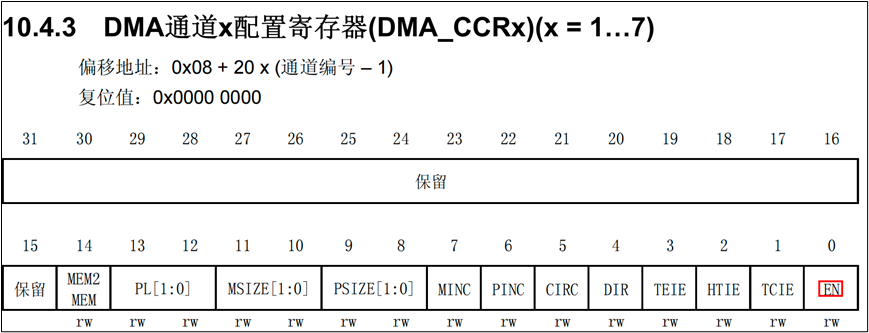 10.4.3 DMA通道x配置寄存器(DMA_CCRx)(x = 1…7)
偏移地址：0x08 + 20 x (通道编号 – 1)
复位值：0x0000 0000
31 30 29 28 27 26 25 24 23 22 21 20 19 18 17 16
保留
15 14 13 12 11 10 9 8 7 6 5 4 3 2 1 0
保留 MEM2 MEM PL[1:0] MSIZE[1:0] PSIZE[1:0] MINC PINC CIRC DIR TEIE HTIE TCIE EN
rw rw rw rw rw rw rw rw rw rw rw rw rw rw rw